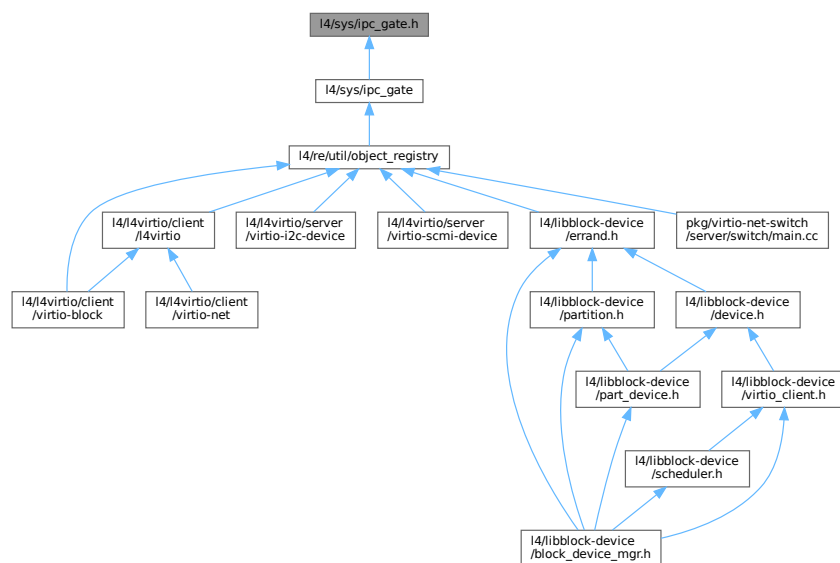 l4/sys/ipc_gate.h
l4/sys/ipc_gate
l4/re/util/object_registry
l4/l4virtio/client
/l4virtio
l4/l4virtio/server
/virtio-i2c-device
l4/l4virtio/server
/virtio-scmi-device
l4/libblock-device
/errand.h
pkg/virtio-net-switch
/server/switch/main.cc
l4/l4virtio/client
/virtio-block
l4/l4virtio/client
/virtio-net
l4/libblock-device
/partition.h
l4/libblock-device
/device.h
l4/libblock-device
/part_device.h
l4/libblock-device
/virtio_client.h
l4/libblock-device
/scheduler.h
l4/libblock-device
/block_device_mgr.h